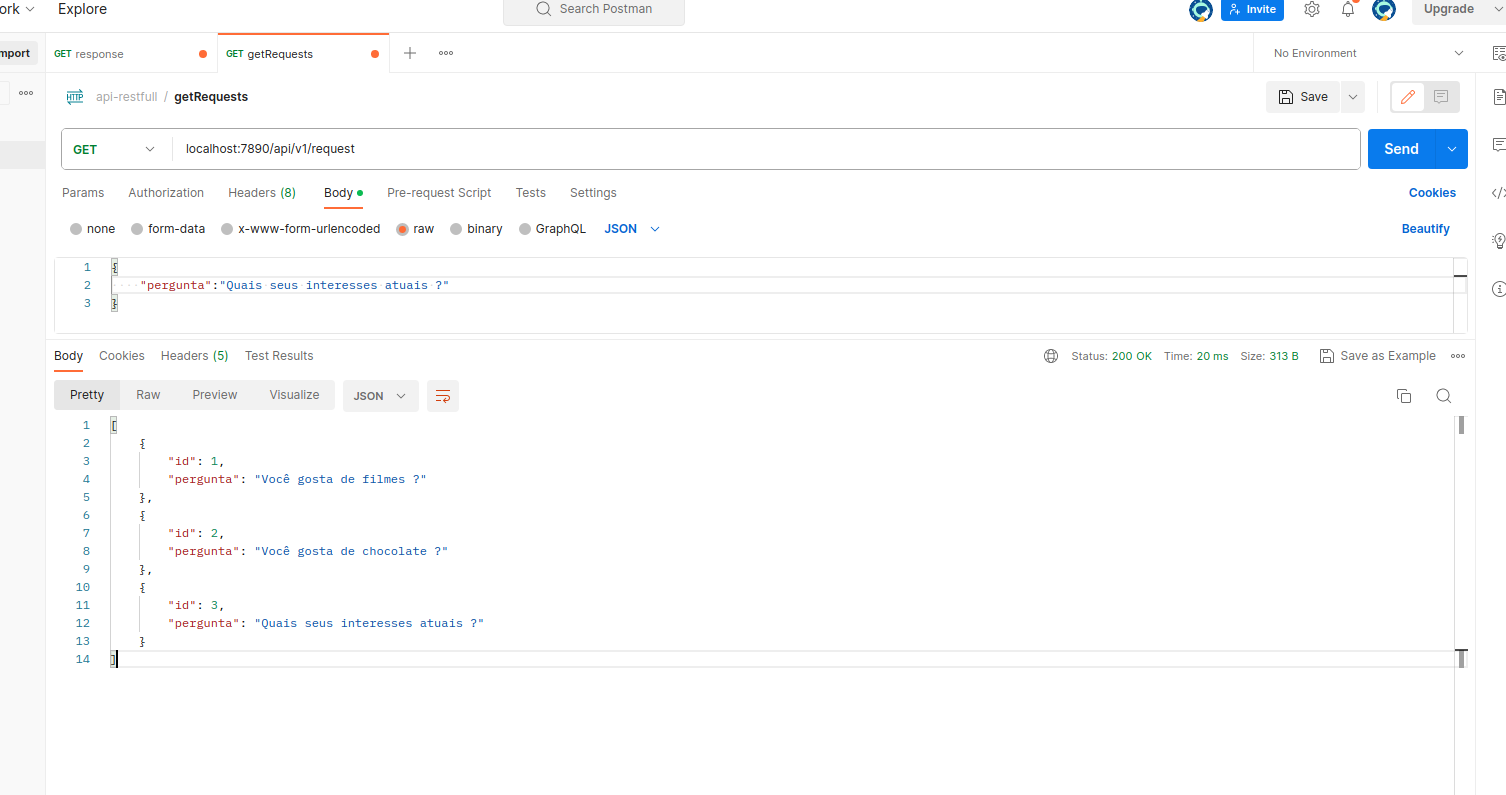 ork Explore Search Postman Invite Upgrade
mport GET response GET getRequests No Environment
HTTP api-restfull / getRequests Save
GET localhost:7890/api/v1/request Send
Params Authorization Headers (8) Body Pre-request Script Tests Settings Cookies
none form-data x-www-form-urlencoded raw binary GraphQL JSON Beautify
1 {
2 "pergunta":"Quais seus interesses atuais ?"
3 }
Body Cookies Headers (5) Test Results Status: 200 OK Time: 20 ms Size: 313 B Save as Example
Pretty Raw Preview Visualize JSON
1 [
2 {
3 "id": 1,
4 "pergunta": "Você gosta de filmes ?"
5 },
6 {
7 "id": 2,
8 "pergunta": "Você gosta de chocolate ?"
9 },
10 {
11 "id": 3,
12 "pergunta": "Quais seus interesses atuais ?"
13 }
14 ]